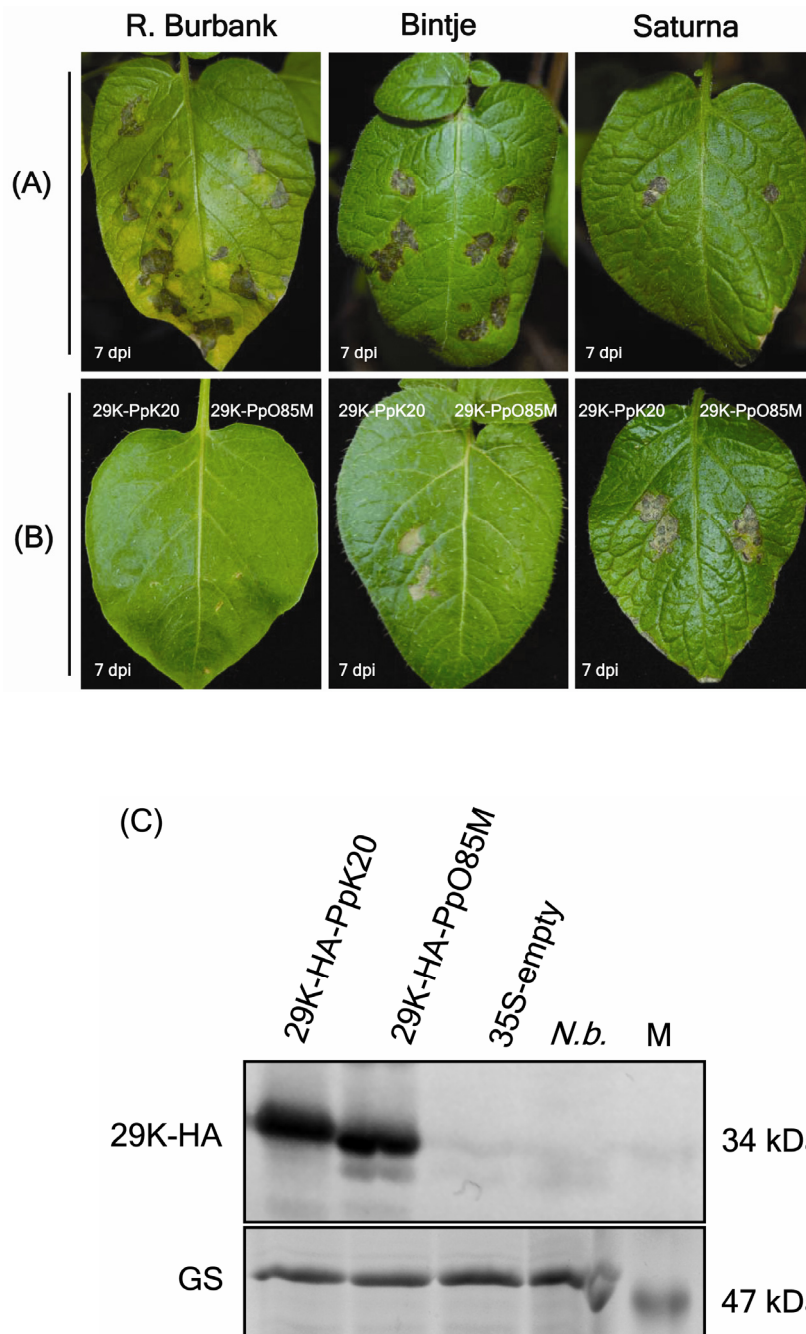 R. Burbank Bintje Saturna
(A)
7 dpi 7 dpi 7 dpi
29K-PpK20 29K-PpO85M 29K-PpK20 29K-PpO85M 29K-PpK20 29K-PpO85M
(B)
7 dpi 7 dpi 7 dpi
(C)
29K-HA-PpK20
29K-HA-PpO85M
35S-empty
N.b.
M
29K-HA
34 kDa
GS
47 kDa